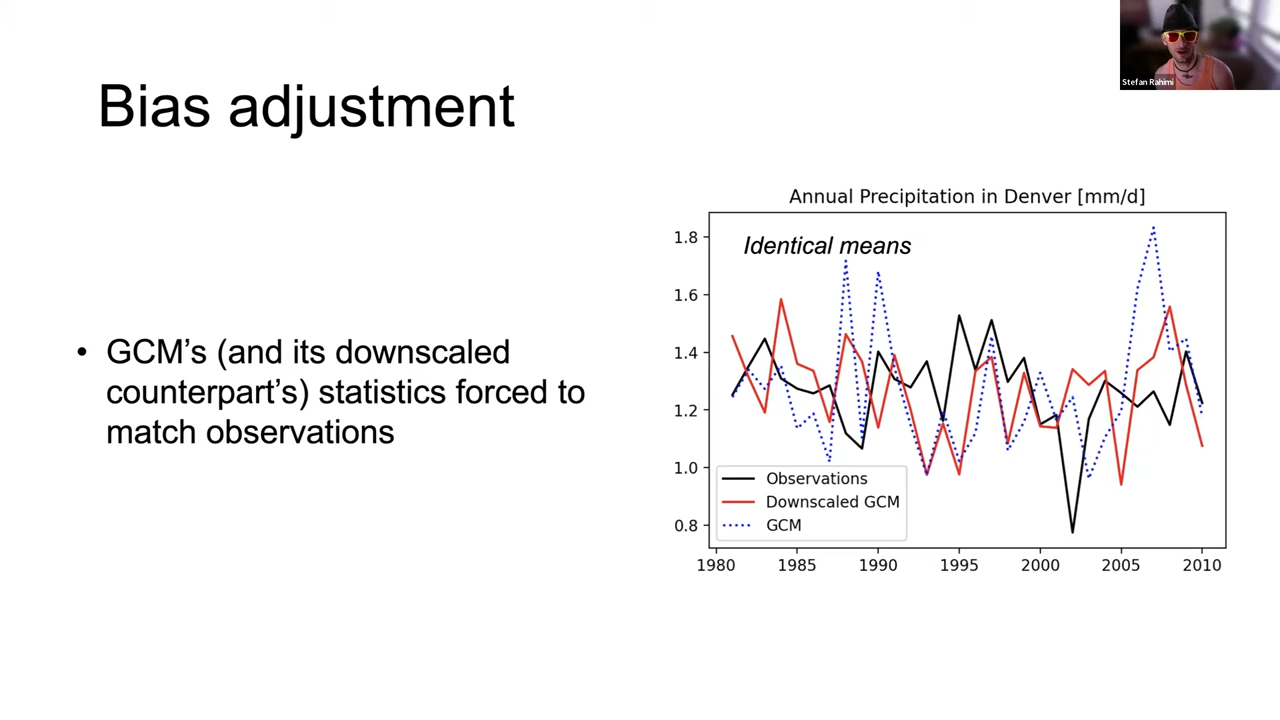 Stefan Rahimi
Bias adjustment
• GCM's (and its downscaled
counterpart's) statistics forced to
match observations
Annual Precipitation in Denver [mm/d]
Identical means
1.8
1.6
1.4
1.2
1.0
0.8
Observations
Downscaled GCM
GCM
1980 1985 1990 1995 2000 2005 2010